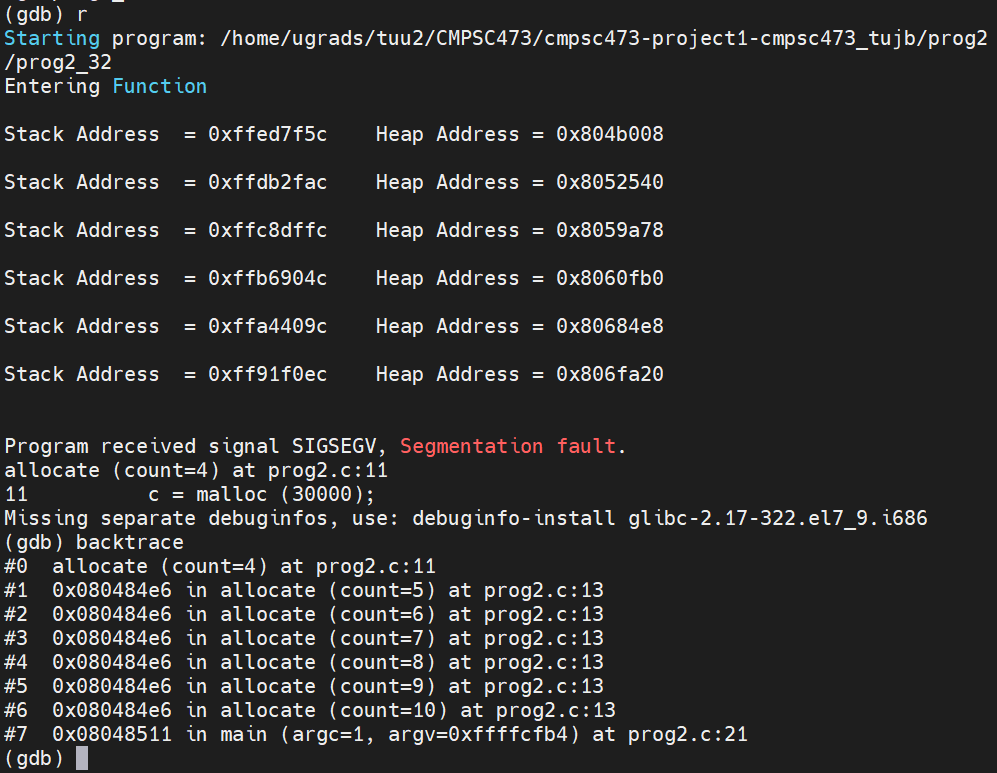 (gdb) r
Starting program: /home/ugrads/tuu2/CMPSC473/cmpsc473-project1-cmpsc473_tujb/prog2
/prog2_32
Entering Function
Stack Address  = 0xffed7f5c    Heap Address = 0x804b008
Stack Address  = 0xffdb2fac    Heap Address = 0x8052540
Stack Address  = 0xffc8dffc    Heap Address = 0x8059a78
Stack Address  = 0xffb6904c    Heap Address = 0x8060fb0
Stack Address  = 0xffa4409c    Heap Address = 0x80684e8
Stack Address  = 0xff91f0ec    Heap Address = 0x806fa20
Program received signal SIGSEGV, Segmentation fault.
allocate (count=4) at prog2.c:11
11          c = malloc (30000);
Missing separate debuginfos, use: debuginfo-install glibc-2.17-322.el7_9.i686
(gdb) backtrace
#0  allocate (count=4) at prog2.c:11
#1  0x080484e6 in allocate (count=5) at prog2.c:13
#2  0x080484e6 in allocate (count=6) at prog2.c:13
#3  0x080484e6 in allocate (count=7) at prog2.c:13
#4  0x080484e6 in allocate (count=8) at prog2.c:13
#5  0x080484e6 in allocate (count=9) at prog2.c:13
#6  0x080484e6 in allocate (count=10) at prog2.c:13
#7  0x08048511 in main (argc=1, argv=0xffffcfb4) at prog2.c:21
(gdb)